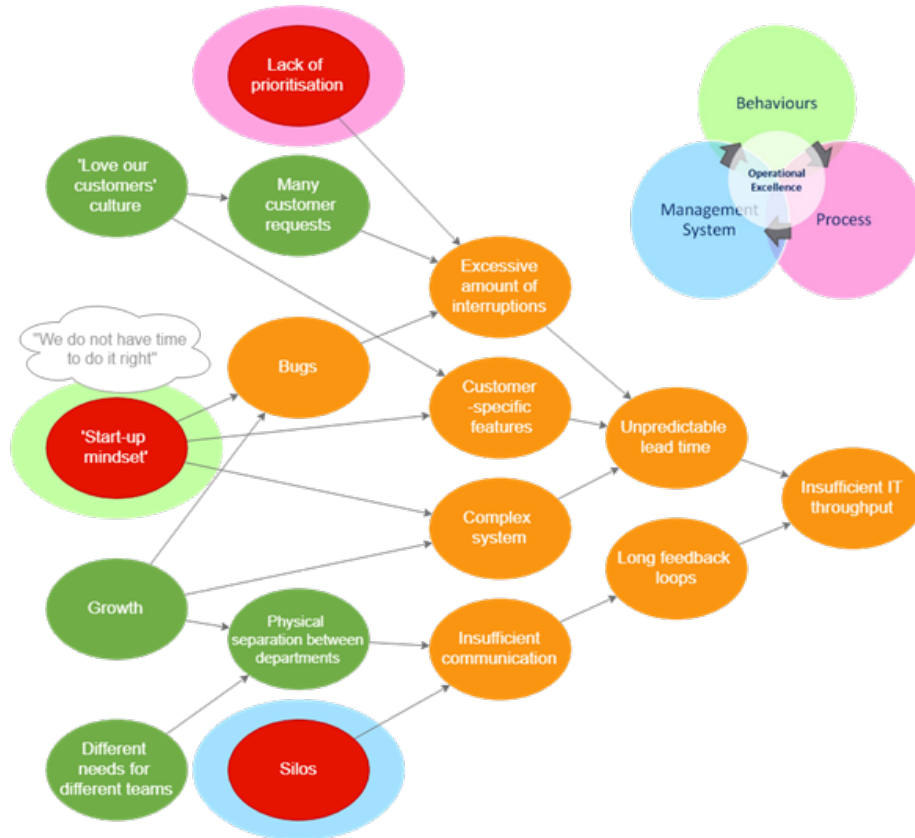 Lack of
prioritisation
Behaviours
Operational
Excellence
Management
System
Process
'Love our
customers'
culture
Many
customer
requests
Excessive
amount of
interruptions
"We do not have time
to do it right"
Bugs
Customer
-specific
features
'Start-up
mindset'
Unpredictable
lead time
Insufficient IT
throughput
Complex
system
Long feedback
loops
Growth
Physical
separation between
departments
Insufficient
communication
Different
needs for
different teams
Silos